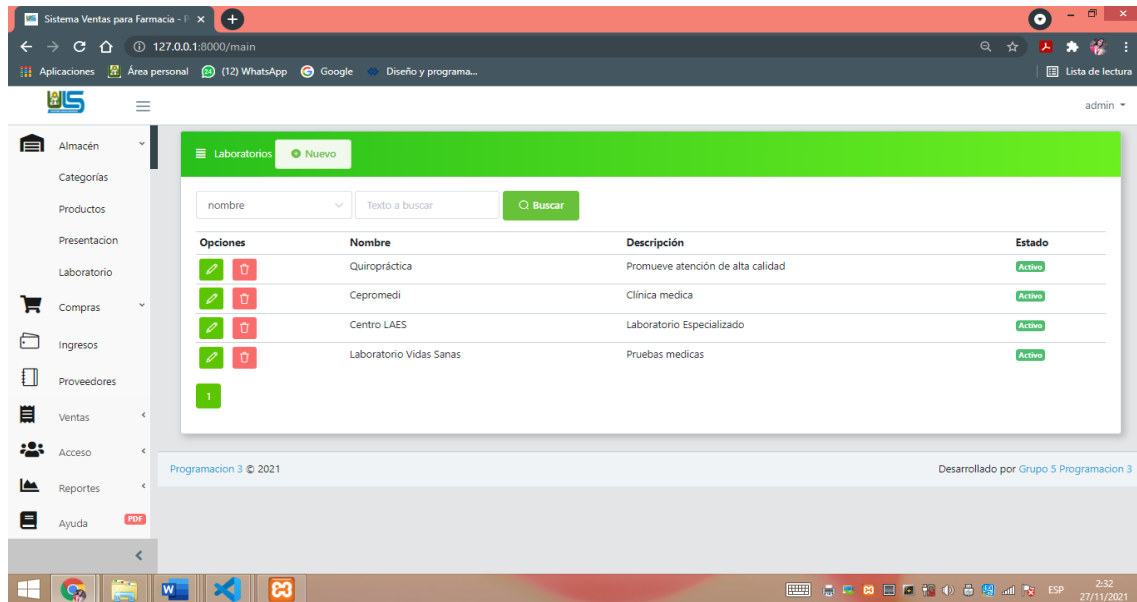 Sistema Ventas para Farmacia - P
127.0.0.1:8000/main
Aplicaciones Área personal (12) WhatsApp Google Diseño y programa... Lista de lectura
admin
Almacén
Categorías
Productos
Presentacion
Laboratorio
Compras
Ingresos
Proveedores
Ventas
Acceso
Reportes
Ayuda PDF
Laboratorios Nuevo
nombre Texto a buscar Buscar
Opciones Nombre Descripción Estado
Quiropráctica Promueve atención de alta calidad Activo
Cepromedi Clínica medica Activo
Centro LAES Laboratorio Especializado Activo
Laboratorio Vidas Sanas Pruebas medicas Activo
1
Programacion 3 © 2021 Desarrollado por Grupo 5 Programacion 3
ESP 2:32
27/11/2021